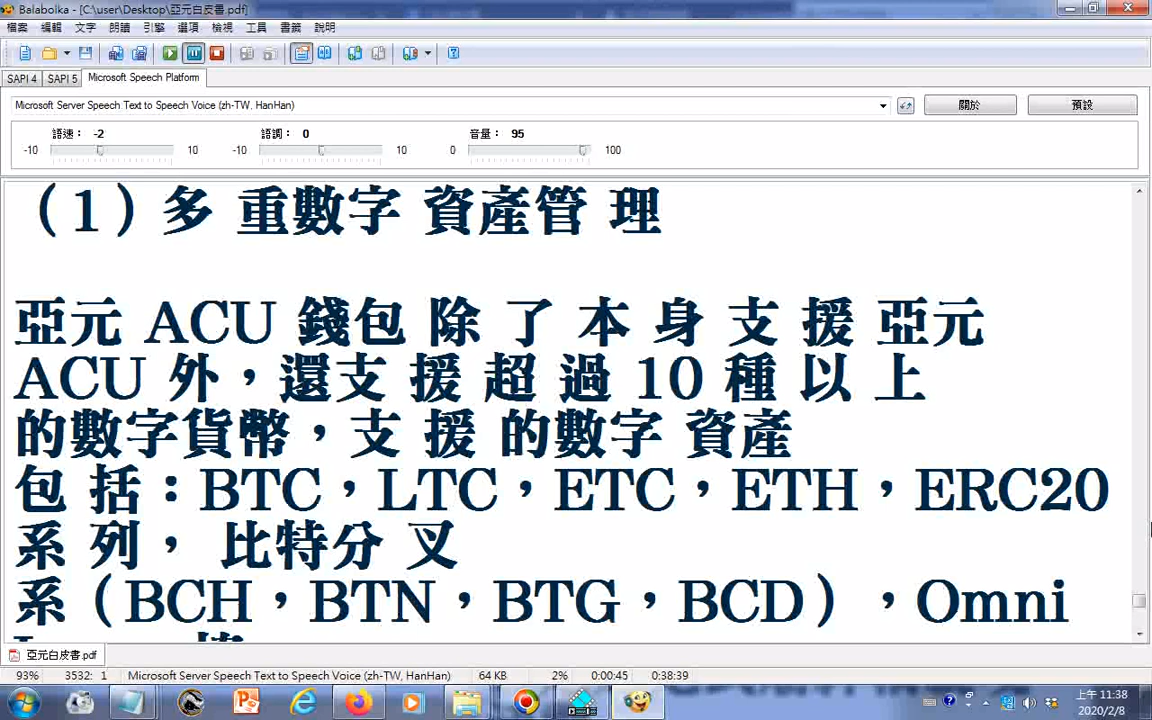 Balabolka - [C:\user\Desktop\亞元白皮書.pdf]
檔案 編輯 文字 朗讀 引擎 選項 檢視 工具 書籤 說明
SAPI 4 SAPI 5 Microsoft Speech Platform
Microsoft Server Speech Text to Speech Voice (zh-TW, HanHan) 關於 預設
語速： -2 語調： 0 音量： 95
-10 10 -10 10 0 100
（1）多 重數字 資產管 理
亞元 ACU 錢包 除 了 本 身 支 援 亞元
ACU 外，還支 援 超 過 10 種 以 上
的數字貨幣，支 援 的數字 資產
包 括：BTC，LTC，ETC，ETH，ERC20
系 列， 比特分 叉
系（BCH，BTN，BTG，BCD），Omni
亞元白皮書.pdf
93% 3532: 1 Microsoft Server Speech Text to Speech Voice (zh-TW, HanHan) 64 KB 2% 0:00:45 0:38:39
上午 11:38
2020/2/8